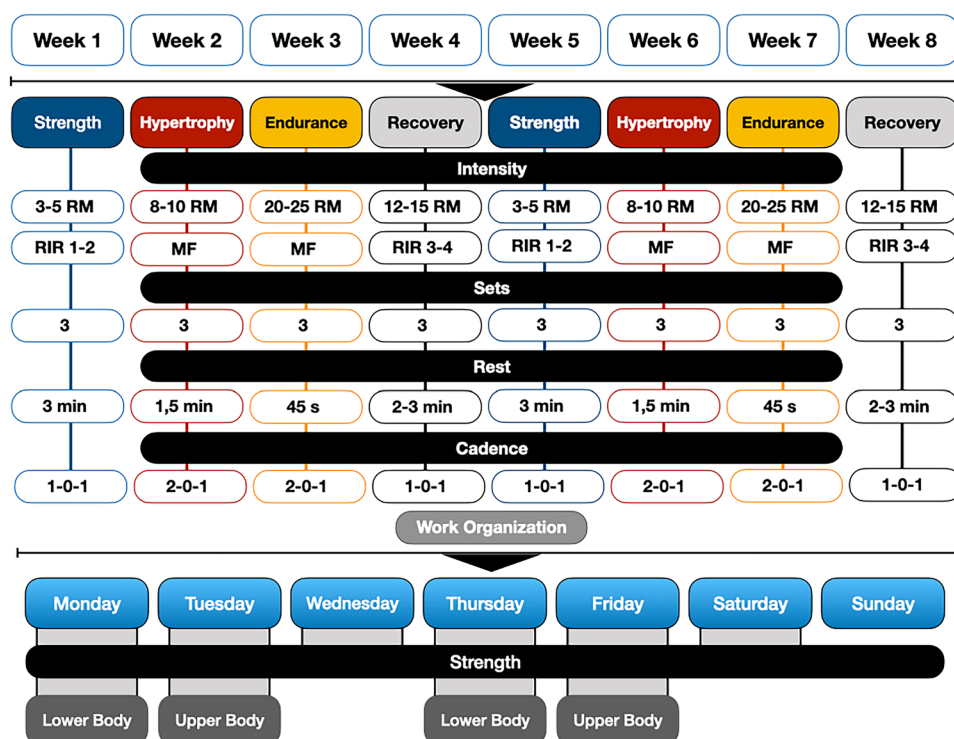 Week 1 Week 2 Week 3 Week 4 Week 5 Week 6 Week 7 Week 8
Strength Hypertrophy Endurance Recovery Strength Hypertrophy Endurance Recovery
Intensity
3-5 RM 8-10 RM 20-25 RM 12-15 RM 3-5 RM 8-10 RM 20-25 RM 12-15 RM
RIR 1-2 MF MF RIR 3-4 RIR 1-2 MF MF RIR 3-4
Sets
3 3 3 3 3 3 3 3
Rest
3 min 1,5 min 45 s 2-3 min 3 min 1,5 min 45 s 2-3 min
Cadence
1-0-1 2-0-1 2-0-1 1-0-1 1-0-1 2-0-1 2-0-1 1-0-1
Work Organization
Monday Tuesday Wednesday Thursday Friday Saturday Sunday
Strength
Lower Body Upper Body Lower Body Upper Body